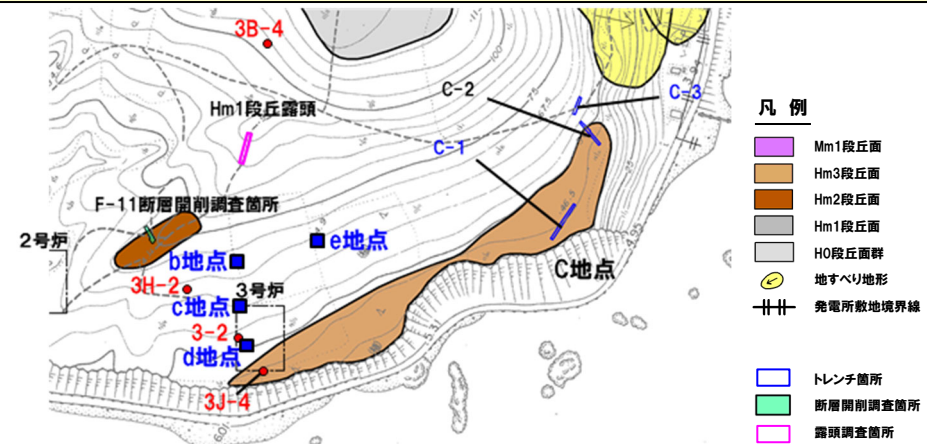 3B-4
C-2
C-3
Hm1段丘露頭
C-1
F-11断層開削調査箇所
2号炉
b地点
e地点
C地点
3H-2
3号炉
c地点
3-2
d地点
3J-4
100
75
25
46.5
凡 例
Mm1段丘面
Hm3段丘面
Hm2段丘面
Hm1段丘面
H0段丘面群
地すべり地形
発電所敷地境界線
トレンチ箇所
断層開削調査箇所
露頭調査箇所